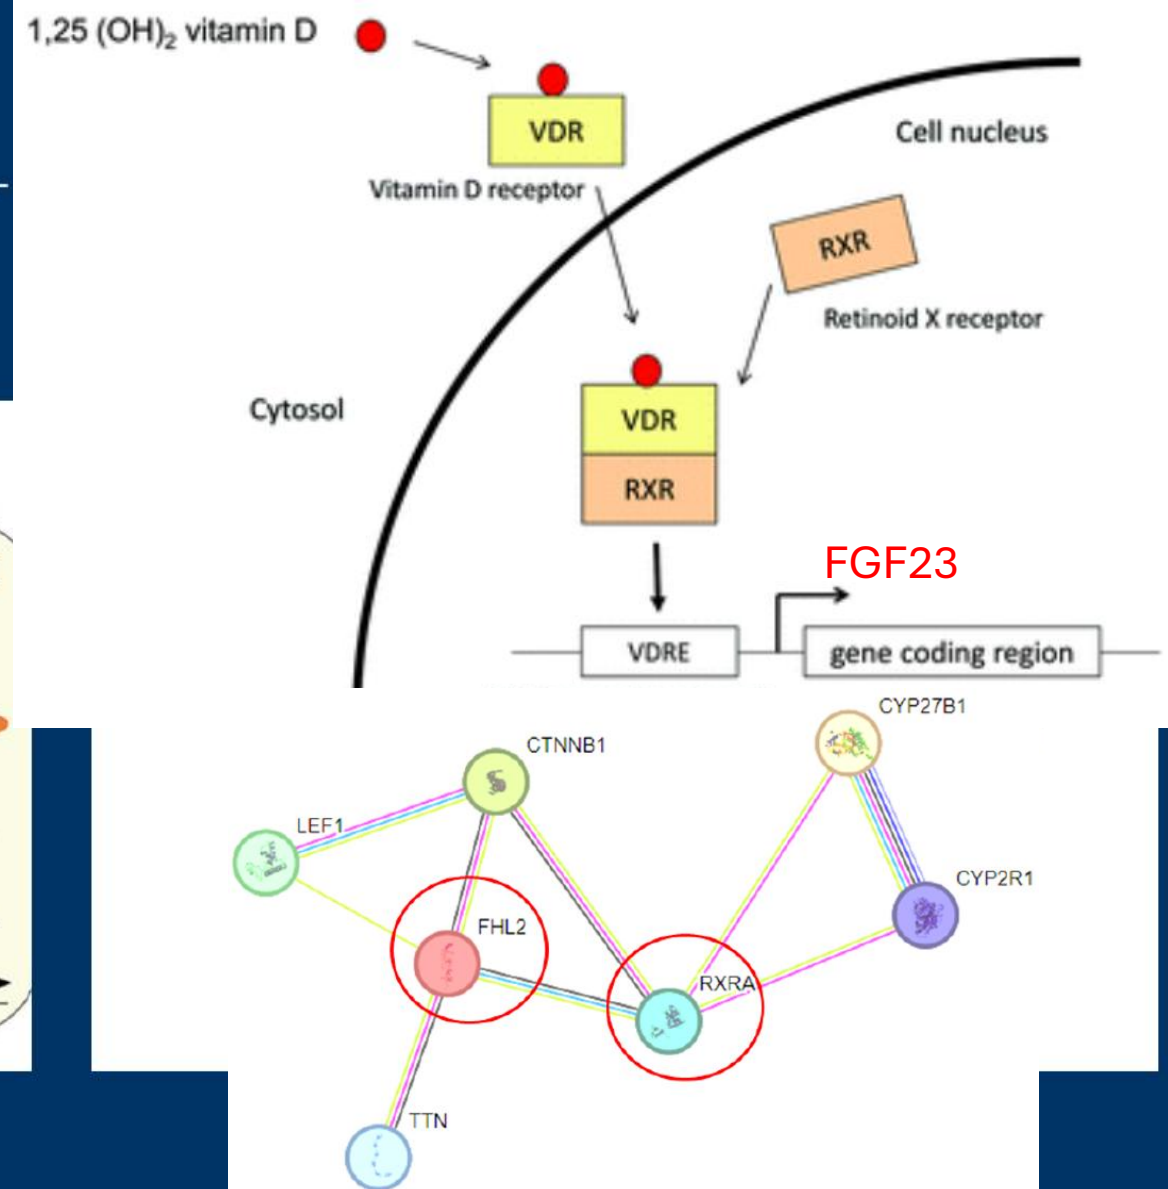 1,25 (OH)₂ vitamin D
VDR
Cell nucleus
Vitamin D receptor
RXR
Retinoid X receptor
Cytosol
VDR
RXR
FGF23
VDRE
gene coding region
CYP27B1
CTNNB1
LEF1
CYP2R1
FHL2
RXRA
TTN